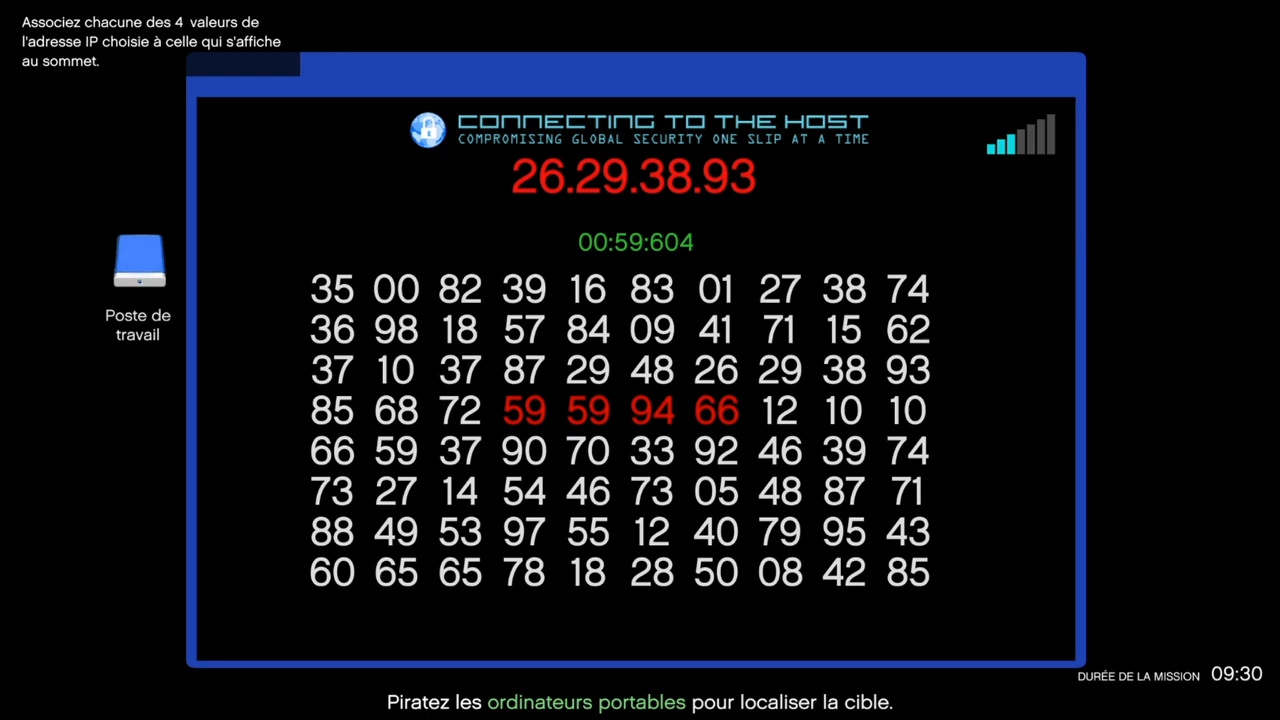 Associez chacune des 4 valeurs de
l'adresse IP choisie à celle qui s'affiche
au sommet.
CONNECTING TO THE HOST
COMPROMISING GLOBAL SECURITY ONE SLIP AT A TIME
26.29.38.93
00:59:604
35 00 82 39 16 83 01 27 38 74
36 98 18 57 84 09 41 71 15 62
37 10 37 87 29 48 26 29 38 93
85 68 72 59 59 94 66 12 10 10
66 59 37 90 70 33 92 46 39 74
73 27 14 54 46 73 05 48 87 71
88 49 53 97 55 12 40 79 95 43
60 65 65 78 18 28 50 08 42 85
Poste de
travail
DURÉE DE LA MISSION 09:30
Piratez les ordinateurs portables pour localiser la cible.